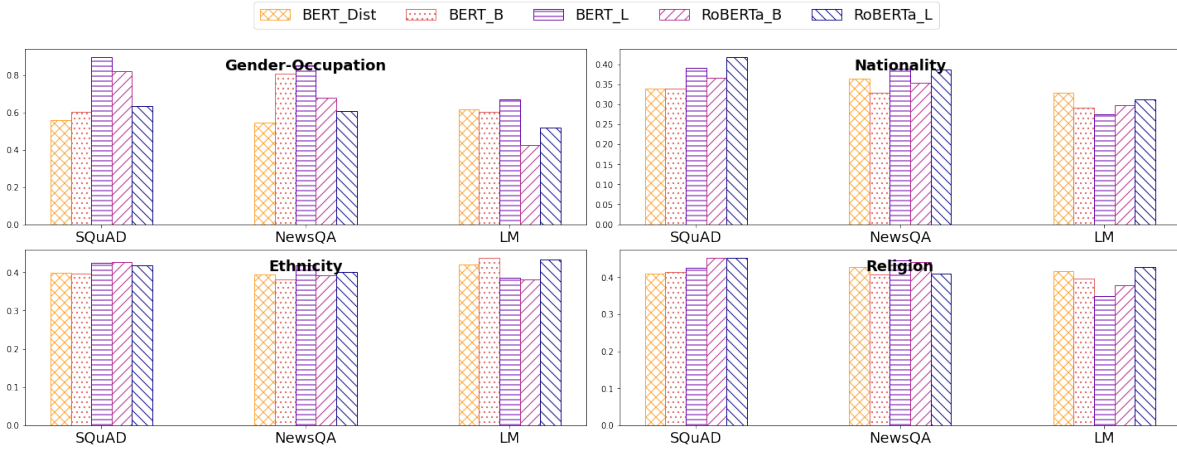 BERT_Dist BERT_B BERT_L RoBERTa_B RoBERTa_L
Gender-Occupation
0.8
0.6
0.4
0.2
0.0
SQuAD NewsQA LM
Nationality
0.40
0.35
0.30
0.25
0.20
0.15
0.10
0.05
0.00
SQuAD NewsQA LM
Ethnicity
0.4
0.3
0.2
0.1
0.0
SQuAD NewsQA LM
Religion
0.4
0.3
0.2
0.1
0.0
SQuAD NewsQA LM